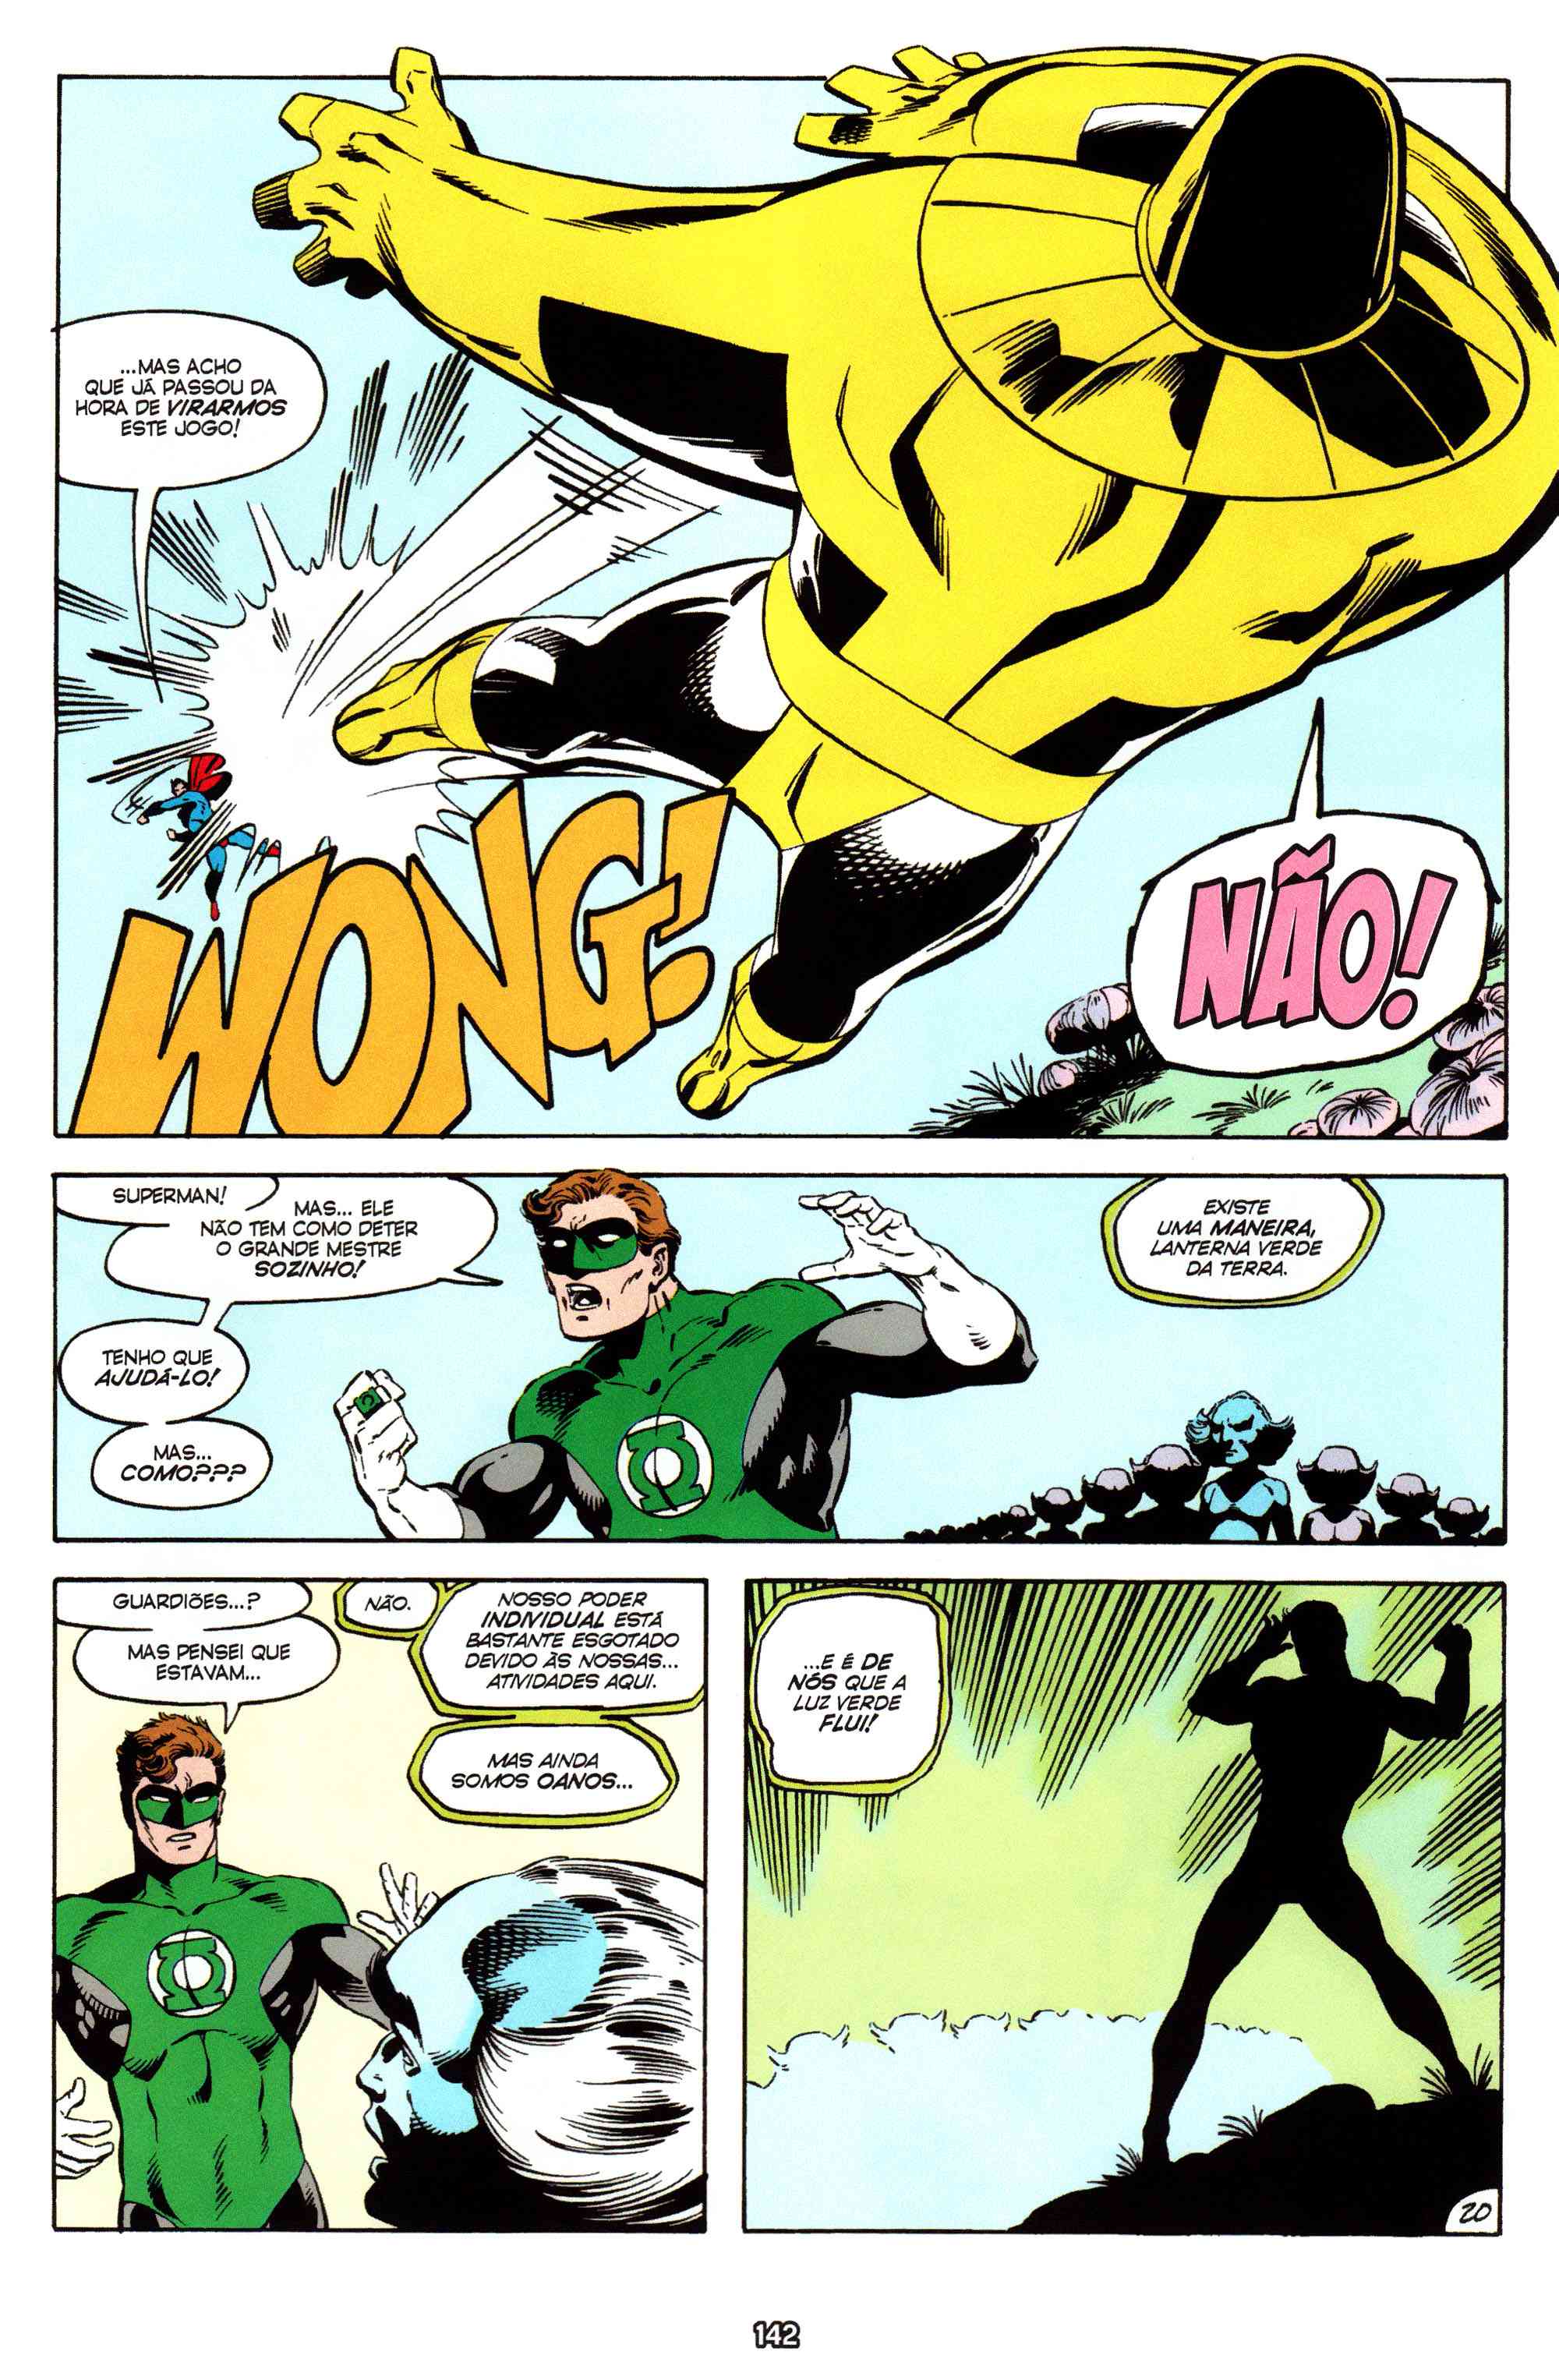 ...MAS ACHO
QUE JÁ PASSOU DA
HORA DE VIRARMOS
ESTE JOGO!
WONG!
NÃO!
SUPERMAN!
MAS... ELE
NÃO TEM COMO DETER
O GRANDE MESTRE
SOZINHO!
TENHO QUE
AJUDÁ-LO!
MAS...
COMO???
EXISTE
UMA MANEIRA,
LANTERNA VERDE
DA TERRA.
GUARDIÕES...?
MAS PENSEI QUE
ESTAVAM...
NÃO.
NOSSO PODER
INDIVIDUAL ESTÁ
BASTANTE ESGOTADO
DEVIDO ÀS NOSSAS...
ATIVIDADES AQUI.
MAS AINDA
SOMOS OANOS...
...E É DE
NÓS QUE A
LUZ VERDE
FLUI!
20
142